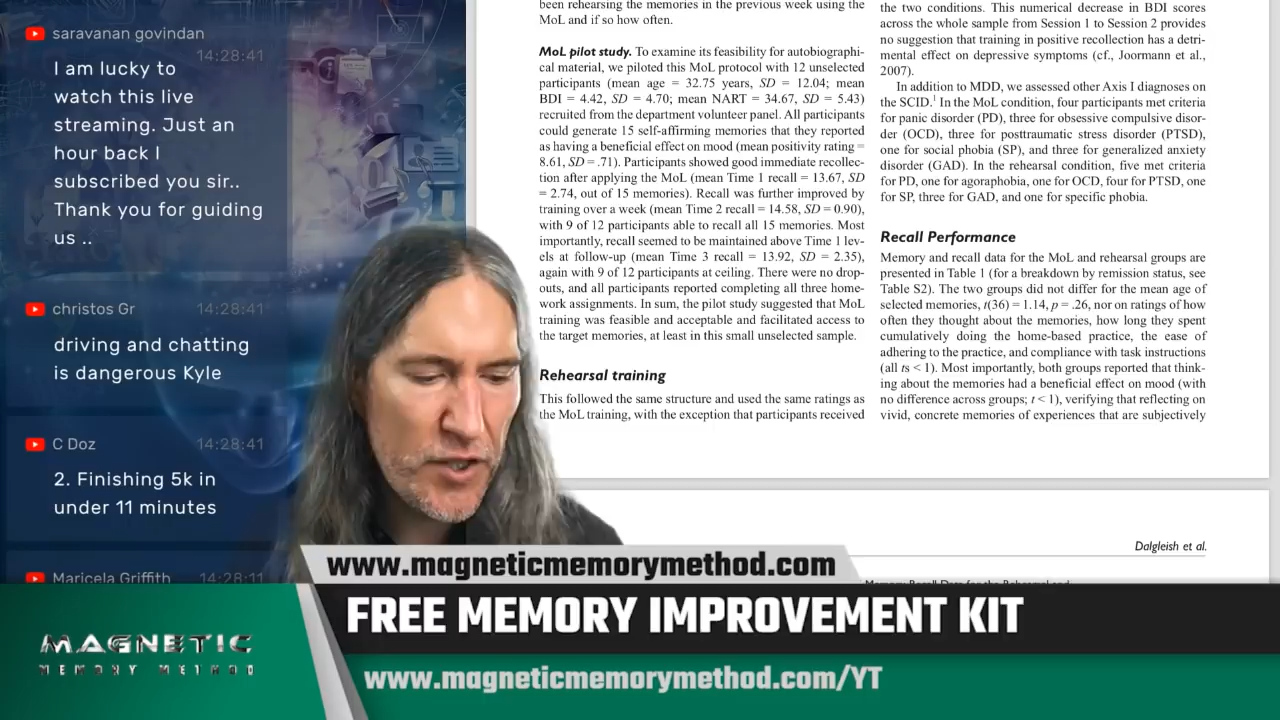 saravanan govindan
14:28:41
I am lucky to
watch this live
streaming. Just an
hour back I
subscribed you sir..
Thank you for guiding
us ..
christos Gr
14:28:41
driving and chatting
is dangerous Kyle
C Doz
14:28:41
2. Finishing 5k in
under 11 minutes
Maricela Griffith
14:28:11
been rehearsing the memories in the previous week using the
MoL and if so how often.
MoL pilot study. To examine its feasibility for autobiographi-
cal material, we piloted this MoL protocol with 12 unselected
participants (mean age = 32.75 years, SD = 12.04; mean
BDI = 4.42, SD = 4.70; mean NART = 34.67, SD = 5.43)
recruited from the department volunteer panel. All participants
could generate 15 self-affirming memories that they reported
as having a beneficial effect on mood (mean positivity rating =
8.61, SD = .71). Participants showed good immediate recollec-
tion after applying the MoL (mean Time 1 recall = 13.67, SD
= 2.74, out of 15 memories). Recall was further improved by
training over a week (mean Time 2 recall = 14.58, SD = 0.90),
with 9 of 12 participants able to recall all 15 memories. Most
importantly, recall seemed to be maintained above Time 1 lev-
els at follow-up (mean Time 3 recall = 13.92, SD = 2.35),
again with 9 of 12 participants at ceiling. There were no drop-
outs, and all participants reported completing all three home-
work assignments. In sum, the pilot study suggested that MoL
training was feasible and acceptable and facilitated access to
the target memories, at least in this small unselected sample.
Rehearsal training
This followed the same structure and used the same ratings as
the MoL training, with the exception that participants received
the two conditions. This numerical decrease in BDI scores
across the whole sample from Session 1 to Session 2 provides
no suggestion that training in positive recollection has a detri-
mental effect on depressive symptoms (cf., Joormann et al.,
2007).
In addition to MDD, we assessed other Axis I diagnoses on
the SCID.1 In the MoL condition, four participants met criteria
for panic disorder (PD), three for obsessive compulsive disor-
der (OCD), three for posttraumatic stress disorder (PTSD),
one for social phobia (SP), and three for generalized anxiety
disorder (GAD). In the rehearsal condition, five met criteria
for PD, one for agoraphobia, one for OCD, four for PTSD, one
for SP, three for GAD, and one for specific phobia.
Recall Performance
Memory and recall data for the MoL and rehearsal groups are
presented in Table 1 (for a breakdown by remission status, see
Table S2). The two groups did not differ for the mean age of
selected memories, t(36) = 1.14, p = .26, nor on ratings of how
often they thought about the memories, how long they spent
cumulatively doing the home-based practice, the ease of
adhering to the practice, and compliance with task instructions
(all ts < 1). Most importantly, both groups reported that think-
ing about the memories had a beneficial effect on mood (with
no difference across groups; t < 1), verifying that reflecting on
vivid, concrete memories of experiences that are subjectively
Dalgleish et al.
www.magneticmemorymethod.com
FREE MEMORY IMPROVEMENT KIT
MAGNETIC
MEMORY METHOD
www.magneticmemorymethod.com/YT